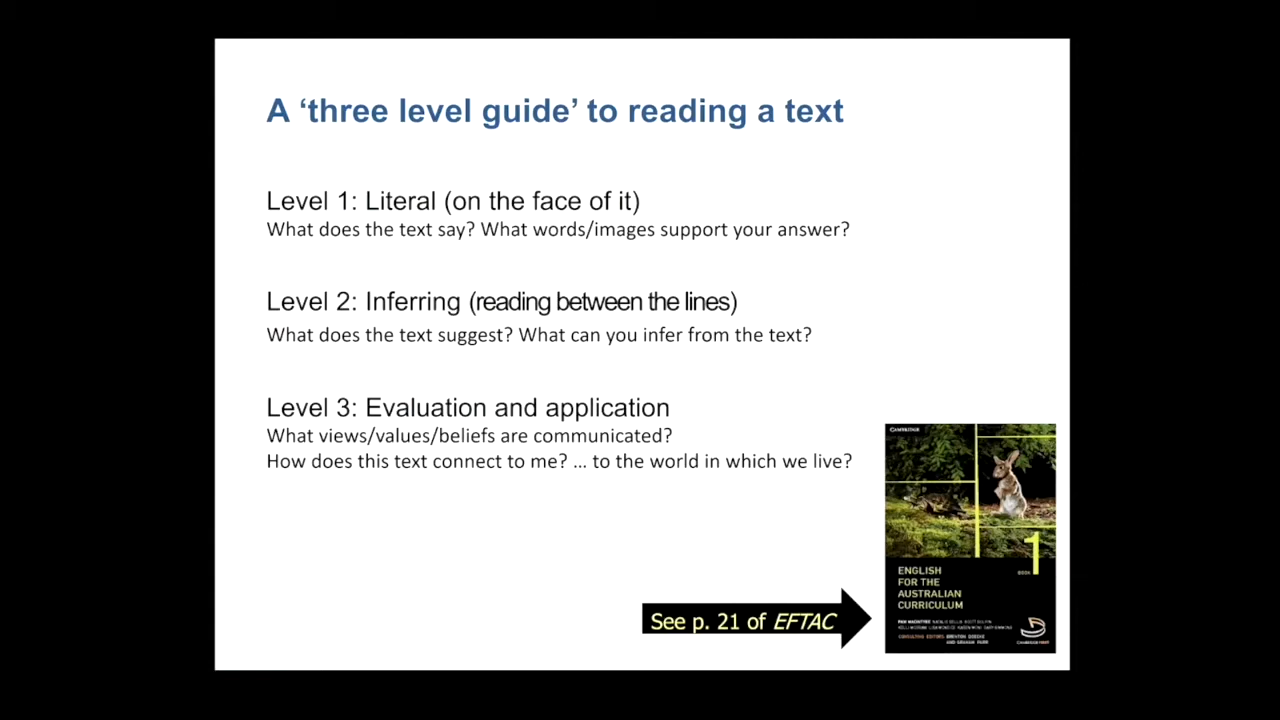 A ‘three level guide’ to reading a text
Level 1: Literal (on the face of it)
What does the text say? What words/images support your answer?
Level 2: Inferring (reading between the lines)
What does the text suggest? What can you infer from the text?
Level 3: Evaluation and application
What views/values/beliefs are communicated?
How does this text connect to me? ... to the world in which we live?
See p. 21 of EFTAC
CAMBRIDGE
BOOK 1
ENGLISH
FOR THE
AUSTRALIAN
CURRICULUM
CONSULTING EDITORS